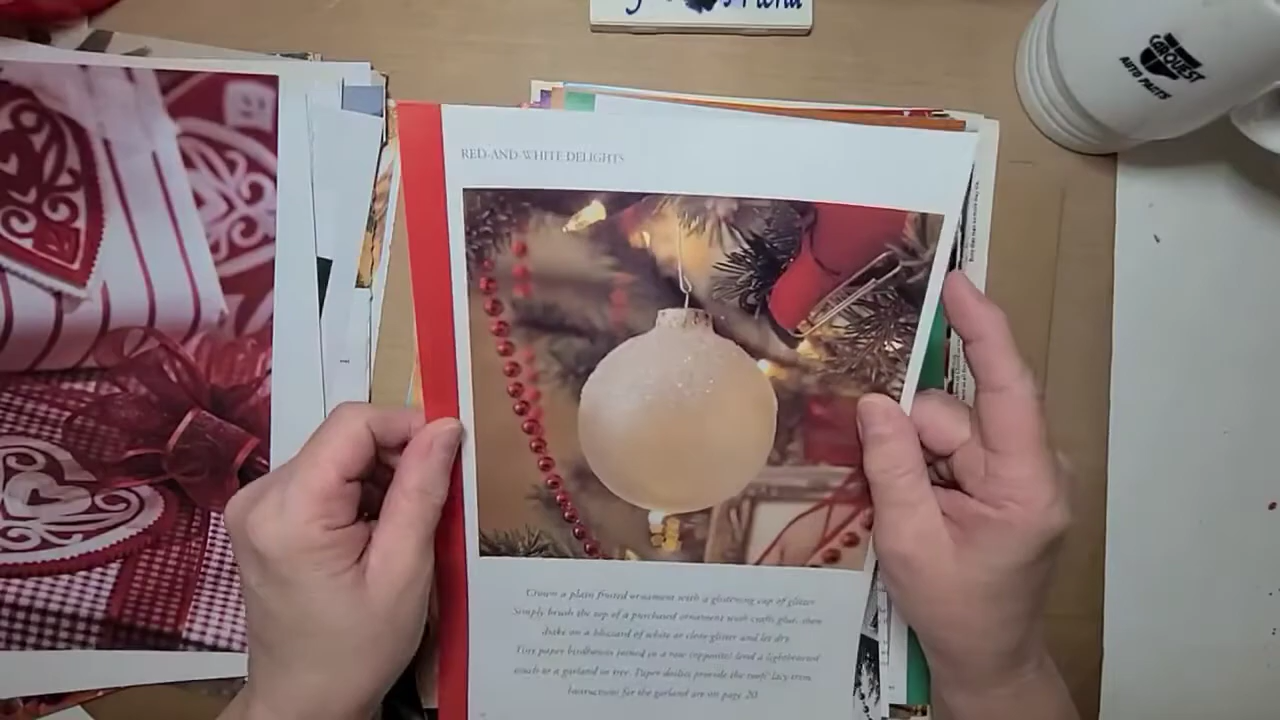 CARQUEST
AUTO PARTS
RED-AND-WHITE DELIGHTS
Crown a plain frosted ornament with a glistening cap of glitter.
Simply brush the top of a purchased ornament with crafts glue, then
shake on a blizzard of white or clear glitter and let dry.
Tiny paper birdhouses joined in a row (opposite) lend a lighthearted
touch to a garland or tree. Paper doilies provide the roofs' lacy trim.
Instructions for the garland are on page 20.